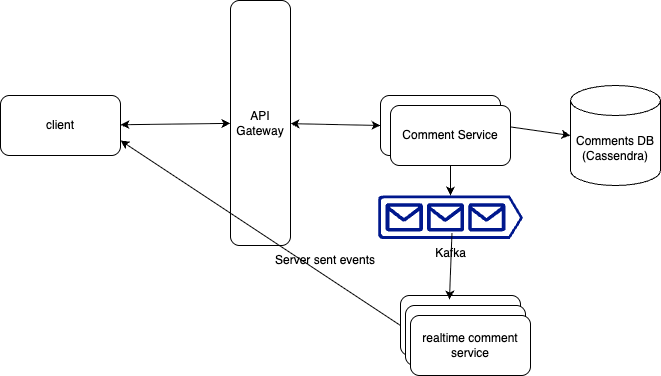 client
API
Gateway
Comment Service
Comments DB
(Cassendra)
Kafka
Server sent events
realtime comment
service